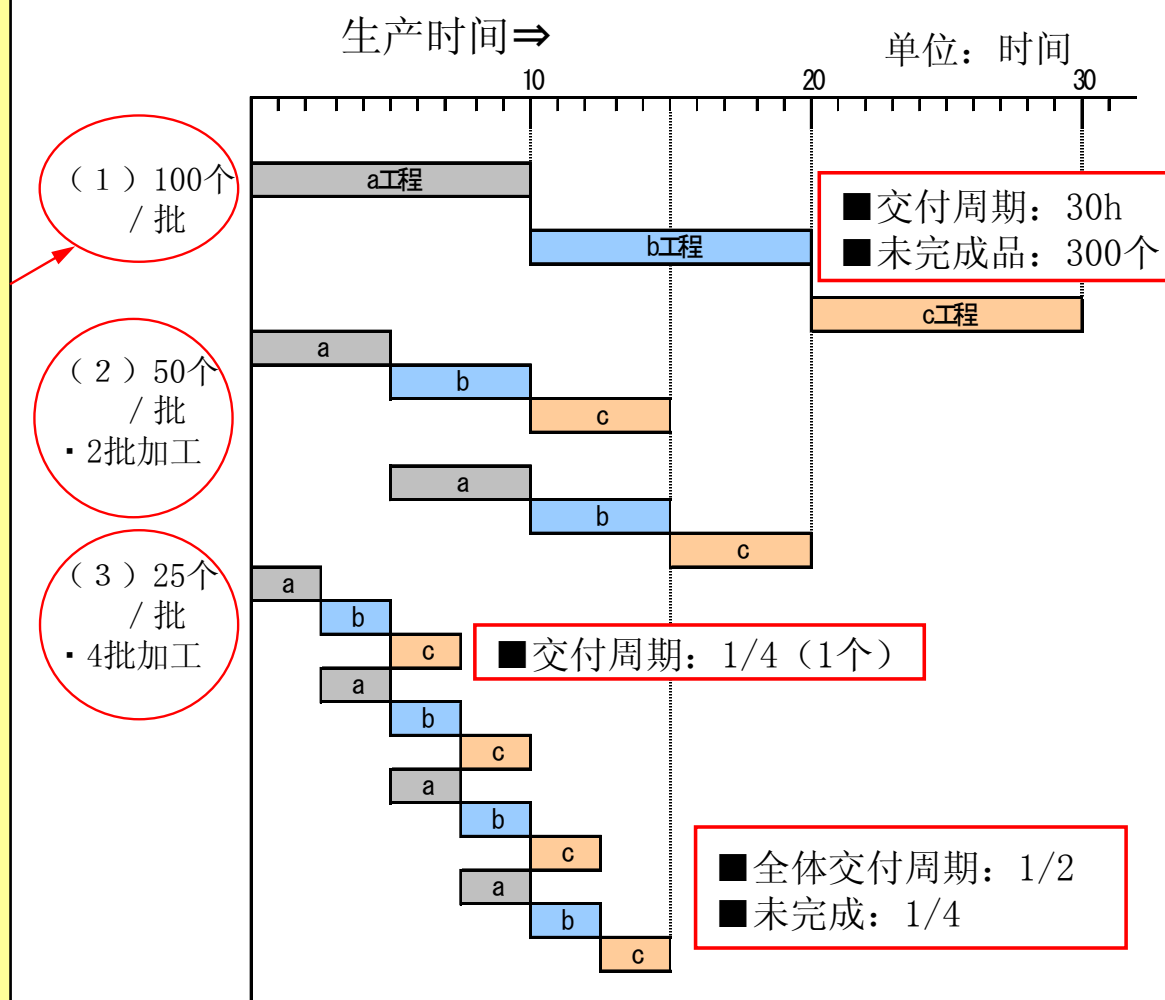 生产时间⇒
单位：时间
10
20
30
（1）100个
/ 批
a工程
■交付周期：30h
■未完成品：300个
b工程
c工程
（2）50个
/ 批
・2批加工
a
b
c
a
b
c
（3）25个
/ 批
・4批加工
a
b
c
■交付周期：1/4（1个）
a
b
c
a
b
c
■全体交付周期：1/2
■未完成：1/4
a
b
c